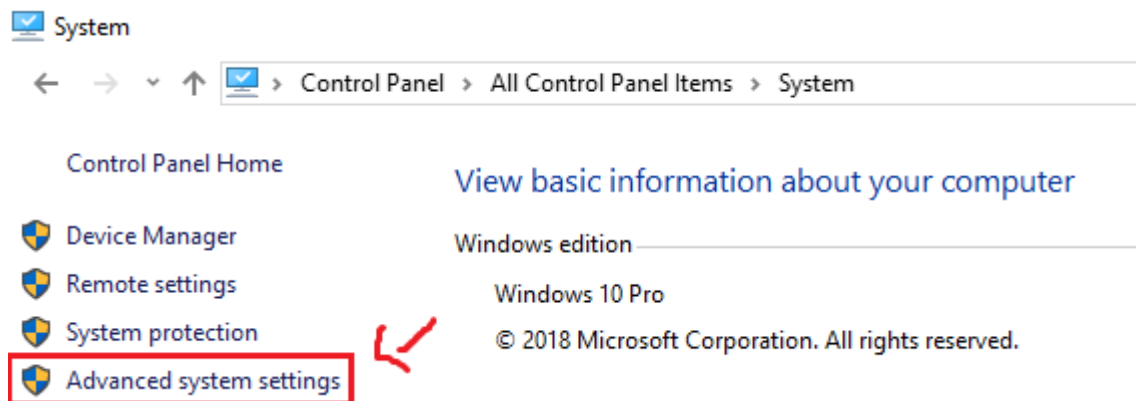 System
Control Panel > All Control Panel Items > System
Control Panel Home
View basic information about your computer
Device Manager
Windows edition
Remote settings
Windows 10 Pro
System protection
© 2018 Microsoft Corporation. All rights reserved.
Advanced system settings